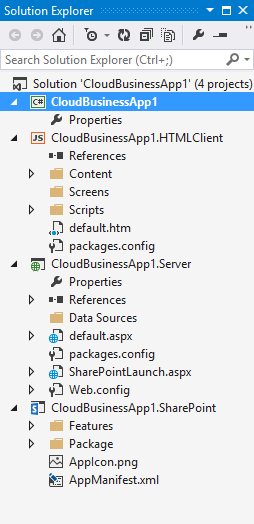 Solution Explorer
Search Solution Explorer (Ctrl+;)
Solution 'CloudBusinessApp1' (4 projects)
C# CloudBusinessApp1
Properties
JS CloudBusinessApp1.HTMLClient
References
Content
Screens
Scripts
default.htm
packages.config
CloudBusinessApp1.Server
Properties
References
Data Sources
default.aspx
packages.config
SharePointLaunch.aspx
Web.config
CloudBusinessApp1.SharePoint
Features
Package
AppIcon.png
AppManifest.xml